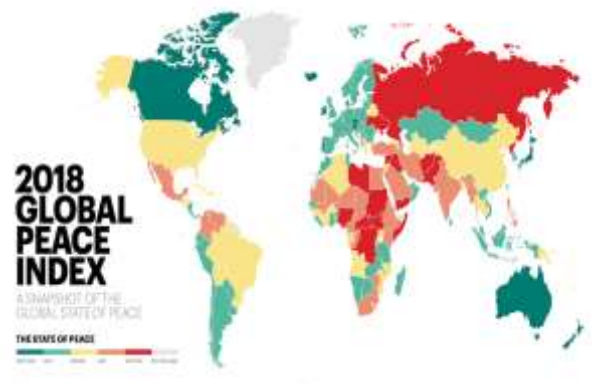 2018
GLOBAL
PEACE
INDEX
A SNAPSHOT OF THE
GLOBAL STATE OF PEACE
THE STATE OF PEACE